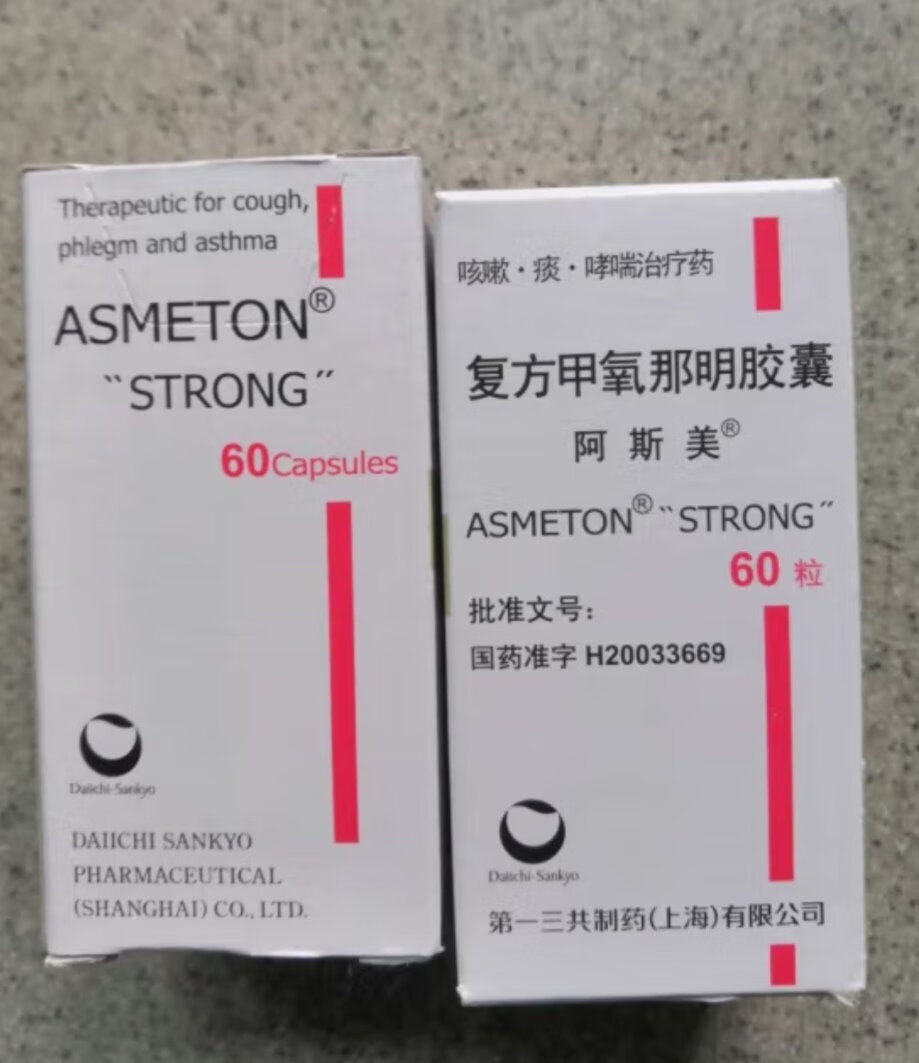 Therapeutic for cough,
phlegm and asthma
ASMETON®
“STRONG”
60Capsules
Daiichi-Sankyo
DAIICHI SANKYO
PHARMACEUTICAL
(SHANGHAI) CO., LTD.
咳嗽·痰·哮喘治疗药
复方甲氧那明胶囊
阿斯美®
ASMETON® “STRONG”
60 粒
批准文号：
国药准字 H20033669
Daiichi-Sankyo
第一三共制药(上海)有限公司